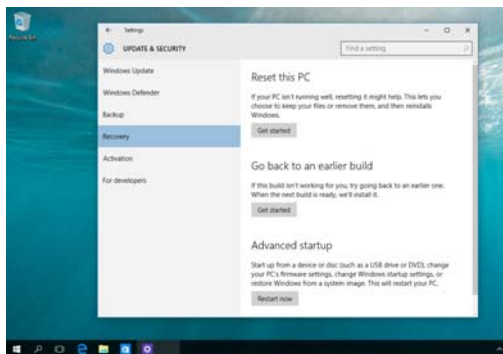 Recycle Bin
Settings
UPDATE & SECURITY
Find a setting
Windows Update
Windows Defender
Backup
Recovery
Activation
For developers
Reset this PC
If your PC isn't running well, resetting it might help. This lets you
choose to keep your files or remove them, and then reinstalls
Windows.
Get started
Go back to an earlier build
If this build isn't working for you, try going back to an earlier one.
When the next build is ready, we'll install it.
Get started
Advanced startup
Start up from a device or disc (such as a USB drive or DVD), change
your PC's firmware settings, change Windows startup settings, or
restore Windows from a system image. This will restart your PC.
Restart now